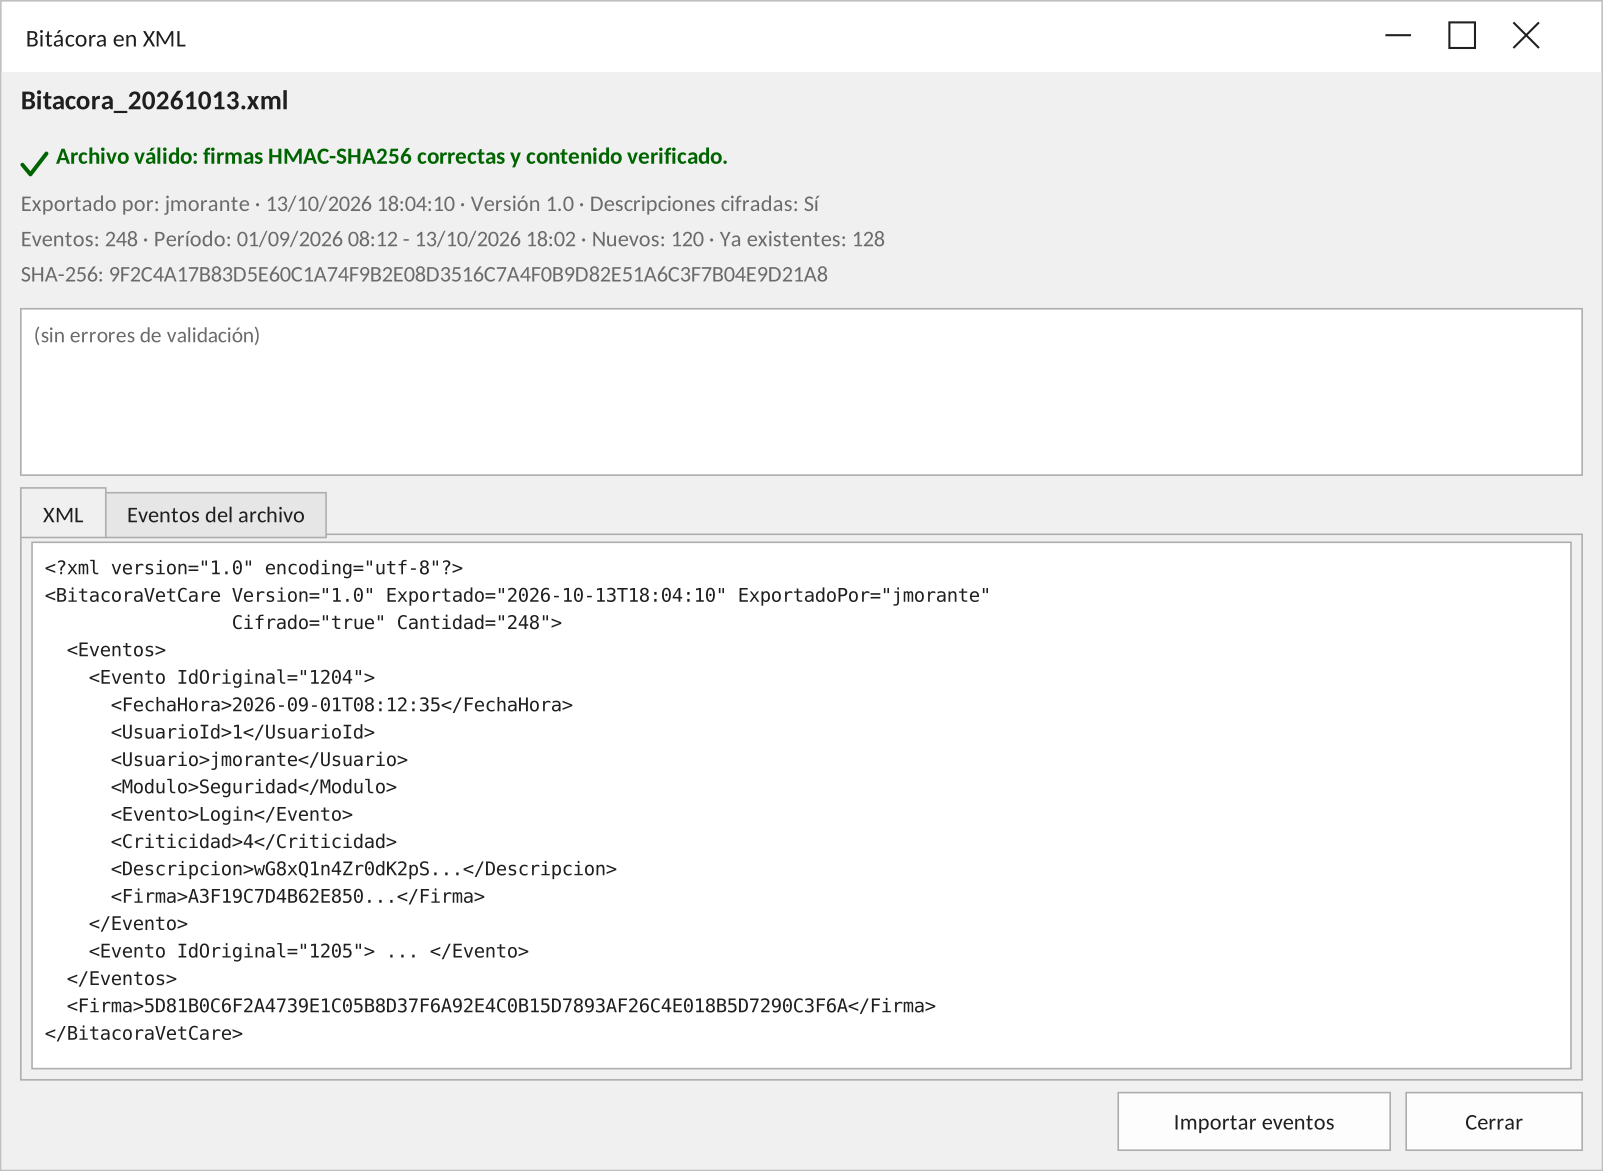 Bitácora en XML
Bitacora_20261013.xml
Archivo válido: firmas HMAC-SHA256 correctas y contenido verificado.
Exportado por: jmorante · 13/10/2026 18:04:10 · Versión 1.0 · Descripciones cifradas: Sí
Eventos: 248 · Período: 01/09/2026 08:12 - 13/10/2026 18:02 · Nuevos: 120 · Ya existentes: 128
SHA-256: 9F2C4A17B83D5E60C1A74F9B2E08D3516C7A4F0B9D82E51A6C3F7B04E9D21A8
(sin errores de validación)
XML
Eventos del archivo
<?xml version="1.0" encoding="utf-8"?>
<BitacoraVetCare Version="1.0" Exportado="2026-10-13T18:04:10" ExportadoPor="jmorante"
Cifrado="true" Cantidad="248">
<Eventos>
<Evento IdOriginal="1204">
<FechaHora>2026-09-01T08:12:35</FechaHora>
<UsuarioId>1</UsuarioId>
<Usuario>jmorante</Usuario>
<Modulo>Seguridad</Modulo>
<Evento>Login</Evento>
<Criticidad>4</Criticidad>
<Descripcion>wG8xQ1n4Zr0dK2pS...</Descripcion>
<Firma>A3F19C7D4B62E850...</Firma>
</Evento>
<Evento IdOriginal="1205"> ... </Evento>
</Eventos>
<Firma>5D81B0C6F2A4739E1C05B8D37F6A92E4C0B15D7893AF26C4E018B5D7290C3F6A</Firma>
</BitacoraVetCare>
Importar eventos
Cerrar